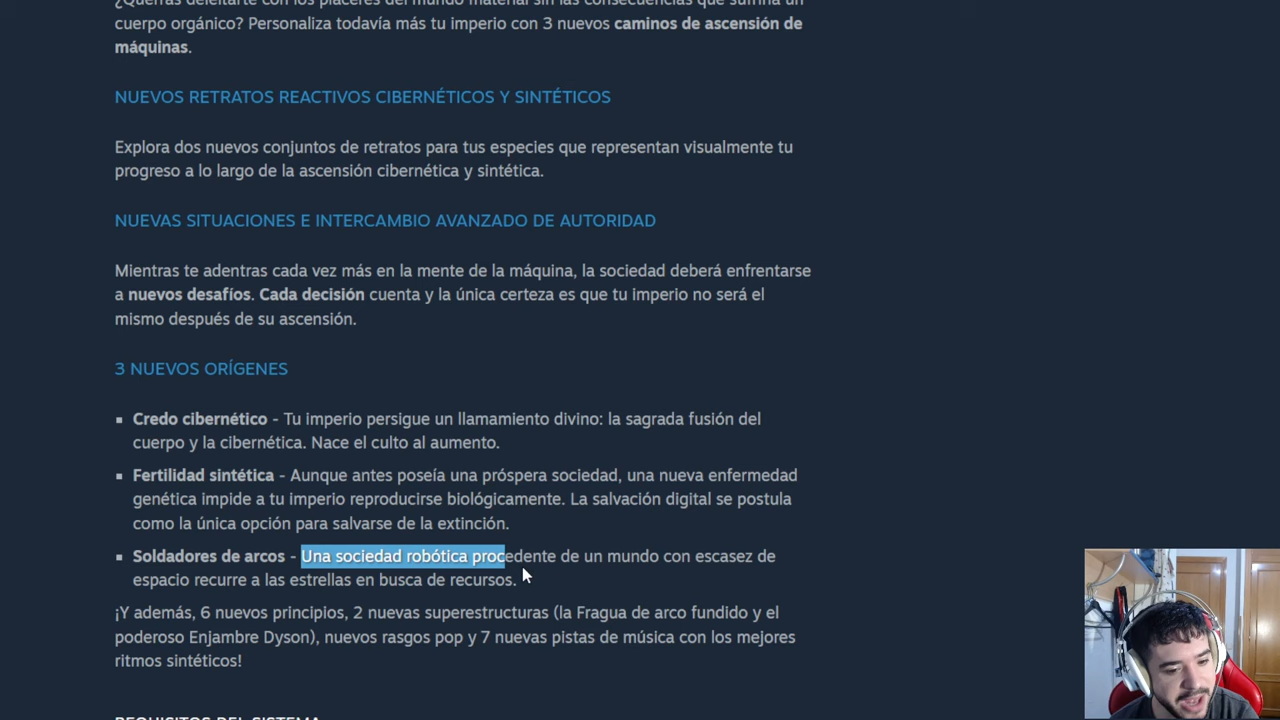 ¿Querrás deleitarte con los placeres del mundo material sin las consecuencias que sufriría un
cuerpo orgánico? Personaliza todavía más tu imperio con 3 nuevos caminos de ascensión de
máquinas.
NUEVOS RETRATOS REACTIVOS CIBERNÉTICOS Y SINTÉTICOS
Explora dos nuevos conjuntos de retratos para tus especies que representan visualmente tu
progreso a lo largo de la ascensión cibernética y sintética.
NUEVAS SITUACIONES E INTERCAMBIO AVANZADO DE AUTORIDAD
Mientras te adentras cada vez más en la mente de la máquina, la sociedad deberá enfrentarse
a nuevos desafíos. Cada decisión cuenta y la única certeza es que tu imperio no será el
mismo después de su ascensión.
3 NUEVOS ORÍGENES
▪ Credo cibernético - Tu imperio persigue un llamamiento divino: la sagrada fusión del
cuerpo y la cibernética. Nace el culto al aumento.
▪ Fertilidad sintética - Aunque antes poseía una próspera sociedad, una nueva enfermedad
genética impide a tu imperio reproducirse biológicamente. La salvación digital se postula
como la única opción para salvarse de la extinción.
▪ Soldadores de arcos - Una sociedad robótica procedente de un mundo con escasez de
espacio recurre a las estrellas en busca de recursos.
¡Y además, 6 nuevos principios, 2 nuevas superestructuras (la Fragua de arco fundido y el
poderoso Enjambre Dyson), nuevos rasgos pop y 7 nuevas pistas de música con los mejores
ritmos sintéticos!
REQUISITOS DEL SISTEMA